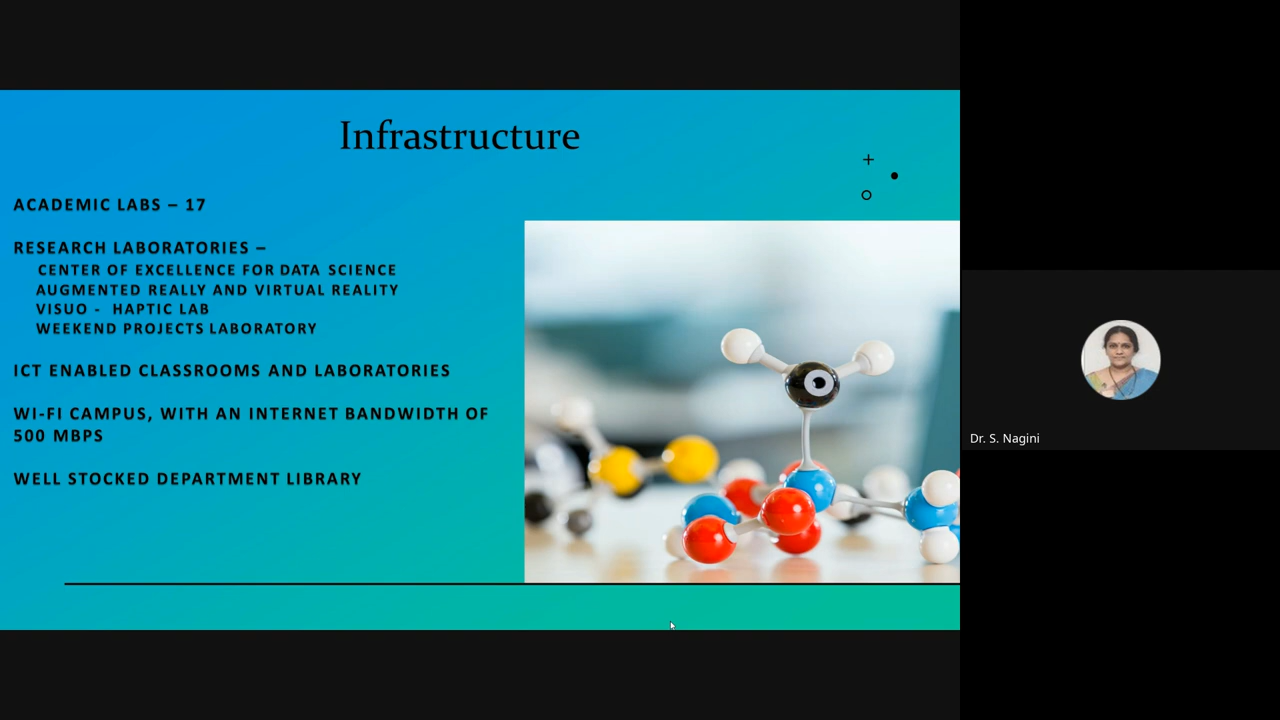 Infrastructure
ACADEMIC LABS – 17
RESEARCH LABORATORIES –
CENTER OF EXCELLENCE FOR DATA SCIENCE
AUGMENTED REALLY AND VIRTUAL REALITY
VISUO - HAPTIC LAB
WEEKEND PROJECTS LABORATORY
ICT ENABLED CLASSROOMS AND LABORATORIES
WI-FI CAMPUS, WITH AN INTERNET BANDWIDTH OF
500 MBPS
WELL STOCKED DEPARTMENT LIBRARY
Dr. S. Nagini